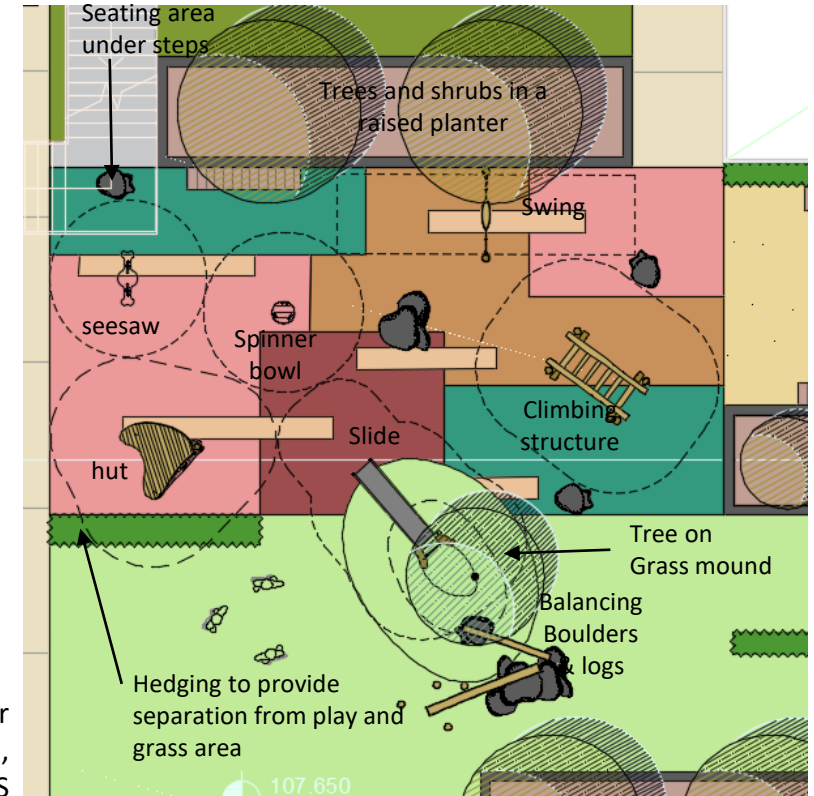 Seating area
under steps
Trees and shrubs in a
raised planter
Swing
seesaw
Spinner
bowl
Climbing
structure
Slide
hut
Tree on
Grass mound
Balancing
Boulders
& logs
Hedging to provide
separation from play and
grass area
r
,
S
107.650